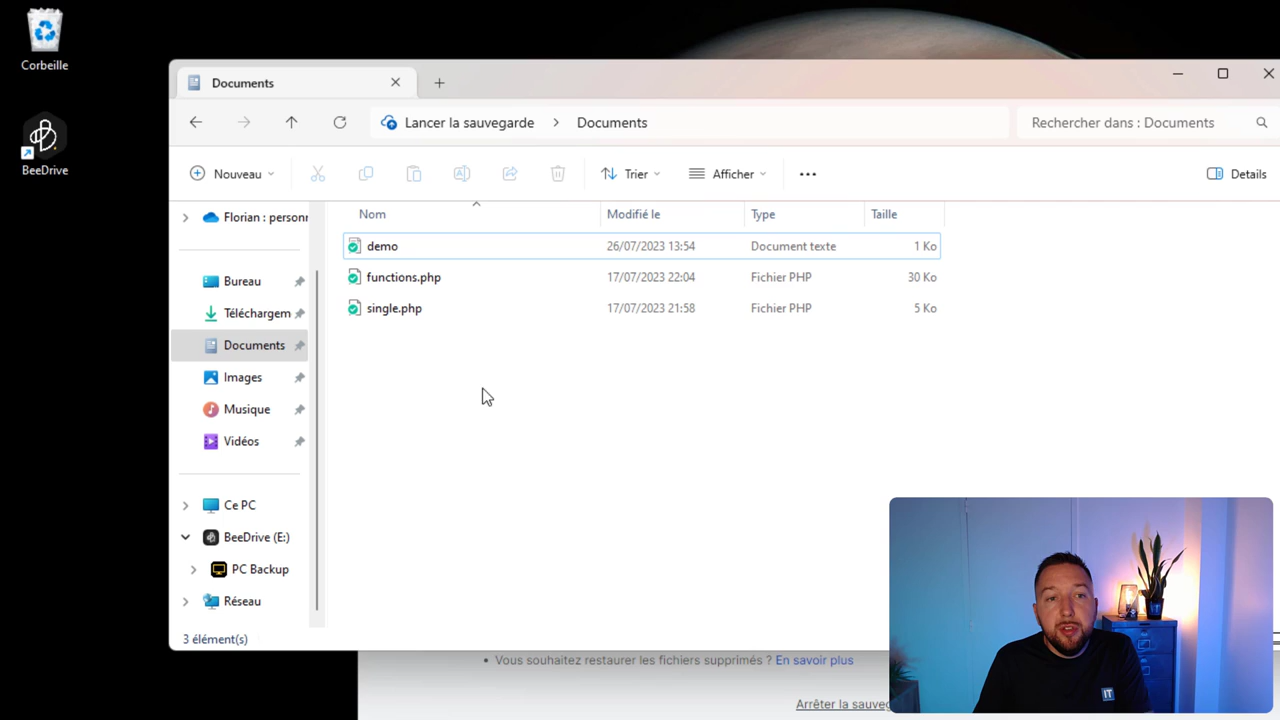 Corbeille
BeeDrive
Documents
Lancer la sauvegarde > Documents
Rechercher dans : Documents
Nouveau
Trier
Afficher
Details
Nom Modifié le Type Taille
demo 26/07/2023 13:54 Document texte 1 Ko
functions.php 17/07/2023 22:04 Fichier PHP 30 Ko
single.php 17/07/2023 21:58 Fichier PHP 5 Ko
Florian : personn
Bureau
Téléchargem
Documents
Images
Musique
Vidéos
Ce PC
BeeDrive (E:)
PC Backup
Réseau
3 élément(s)
• Vous souhaitez restaurer les fichiers supprimés ? En savoir plus
Arrêter la sauveg
IT